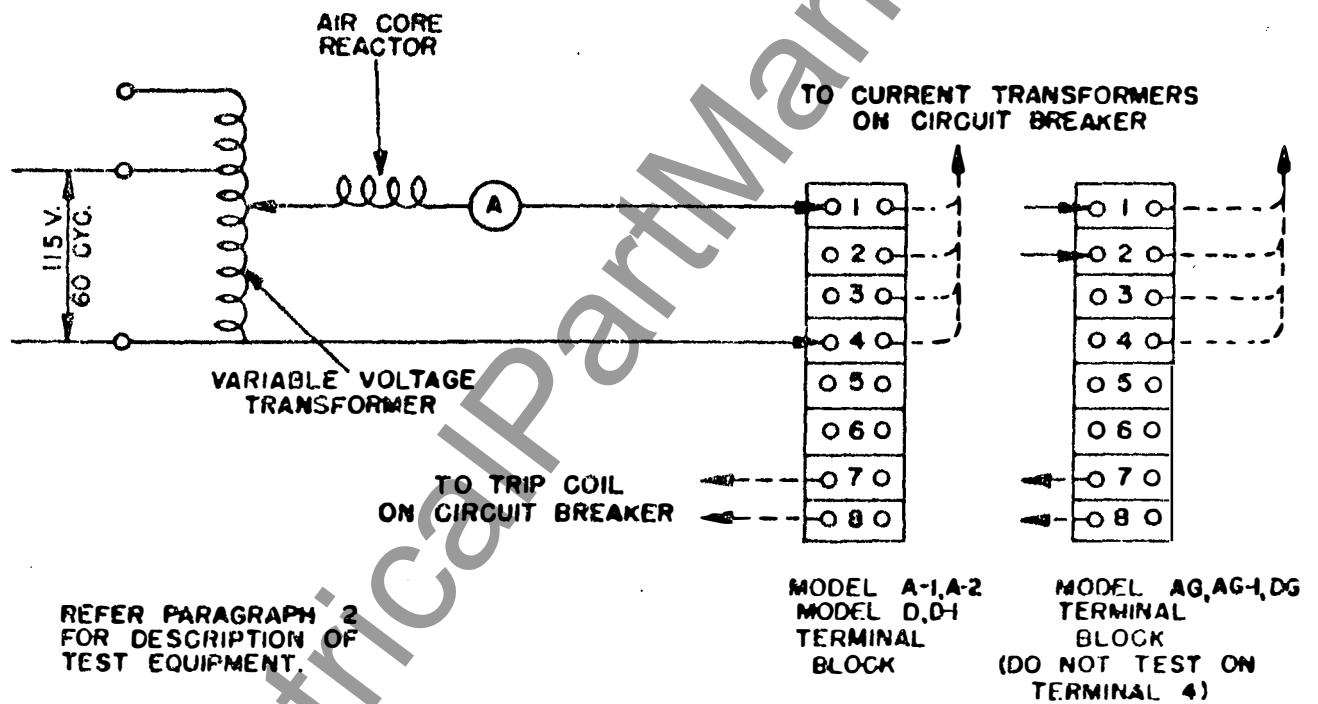 AIR CORE
REACTOR
TO CURRENT TRANSFORMERS
ON CIRCUIT BREAKER
115 V.
60 CYC.
A
1
2
3
4
5
6
7
8
1
2
3
4
5
6
7
8
VARIABLE VOLTAGE
TRANSFORMER
TO TRIP COIL
ON CIRCUIT BREAKER
REFER PARAGRAPH 2
FOR DESCRIPTION OF
TEST EQUIPMENT.
MODEL A-1,A-2
MODEL D,D-1
TERMINAL
BLOCK
MODEL AG,AG-1,DG
TERMINAL
BLOCK
(DO NOT TEST ON
TERMINAL 4)
tricalPartMan